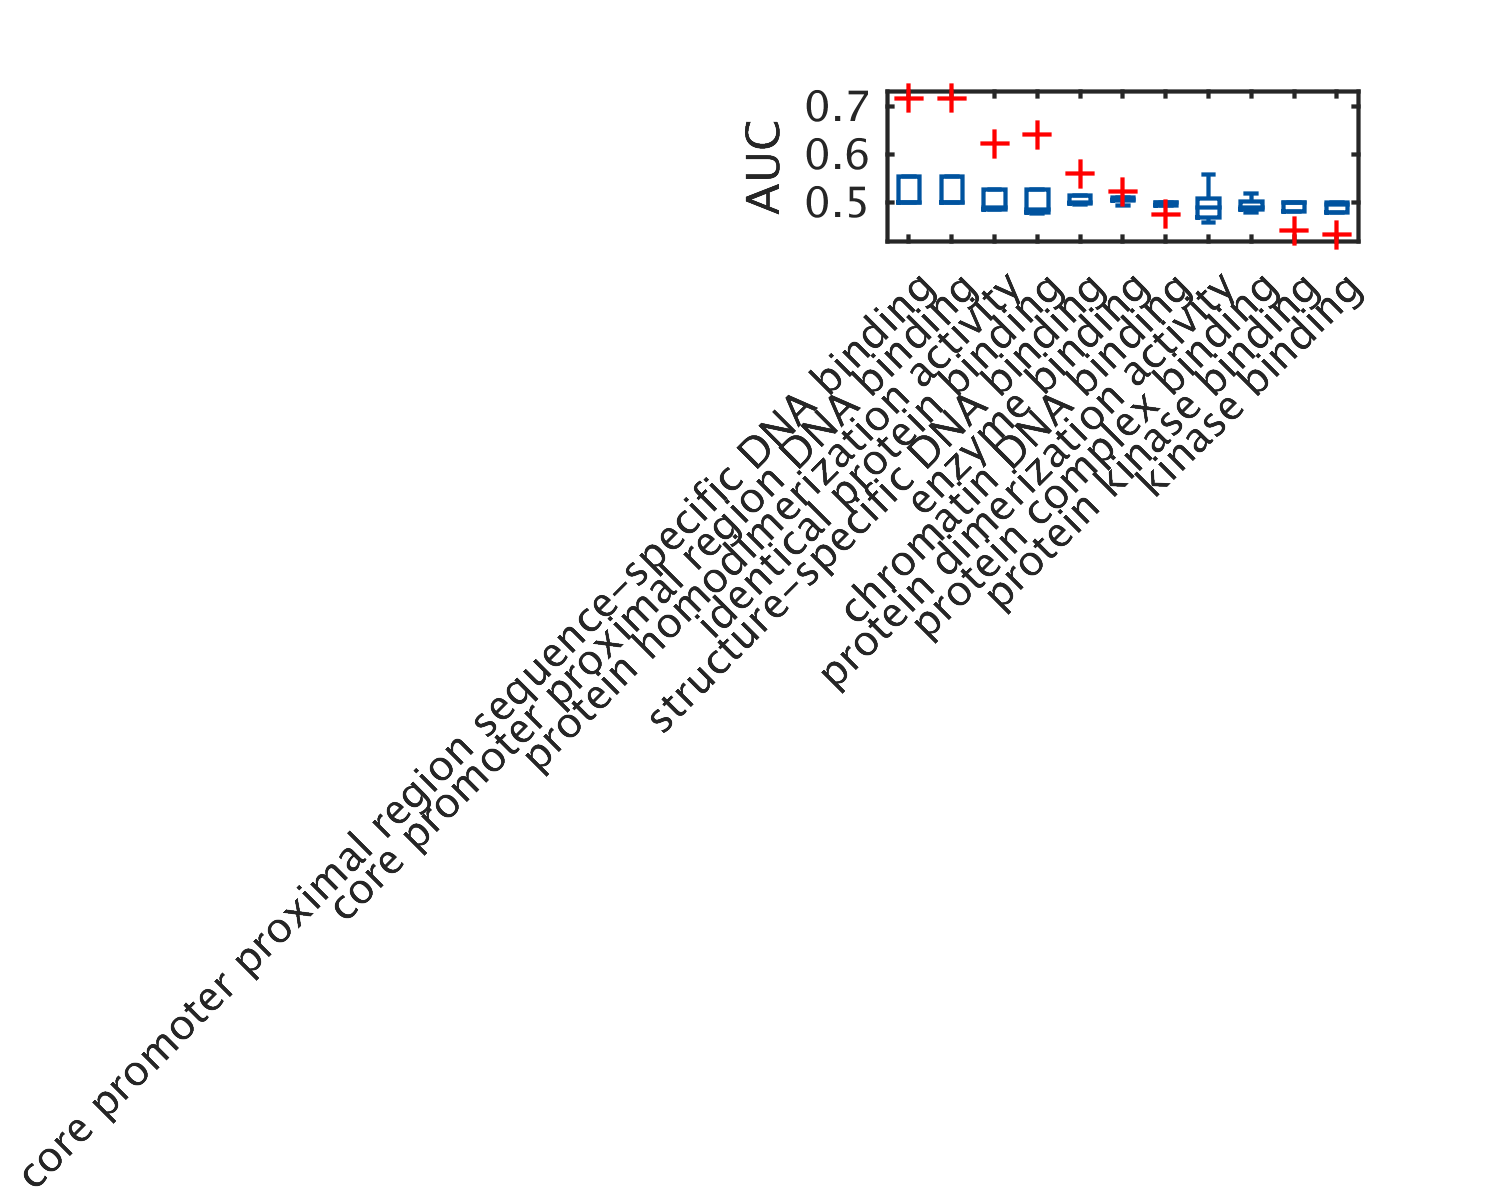 AUC
0.7
0.6
0.5
core promoter proximal region sequence-specific DNA binding
core promoter proximal region DNA binding
protein homodimerization activity
identical protein binding
structure-specific DNA binding
enzyme binding
chromatin DNA binding
protein dimerization activity
protein complex binding
protein kinase binding
kinase binding